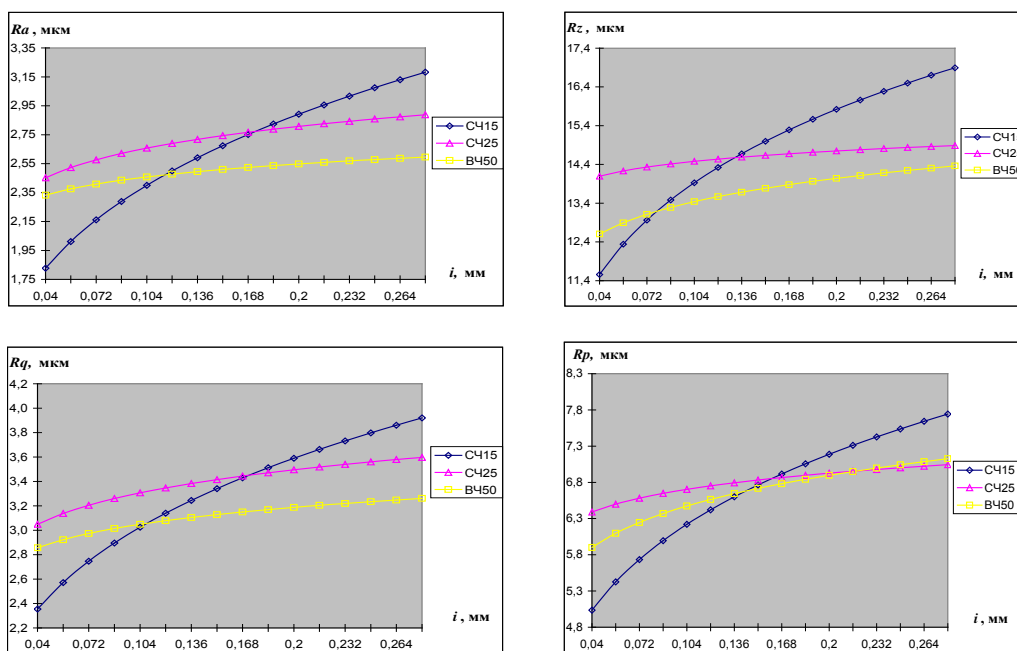 Ra , мкм
3,35
3,15
2,95
2,75
2,55
2,35
2,15
1,95
1,75
0,04 0,072 0,104 0,136 0,168 0,2 0,232 0,264
i, мм
СЧ15
СЧ25
ВЧ50
Rz , мкм
17,4
16,4
15,4
14,4
13,4
12,4
11,4
0,04 0,072 0,104 0,136 0,168 0,2 0,232 0,264
i, мм
СЧ1
СЧ2
ВЧ50
Rq, мкм
4,2
4,0
3,8
3,6
3,4
3,2
3,0
2,8
2,6
2,4
2,2
0,04 0,072 0,104 0,136 0,168 0,2 0,232 0,264
i , мм
СЧ15
СЧ25
ВЧ50
Rp, мкм
8,3
7,8
7,3
6,8
6,3
5,8
5,3
4,8
0,04 0,072 0,104 0,136 0,168 0,2 0,232 0,264
i , мм
СЧ15
СЧ25
ВЧ50